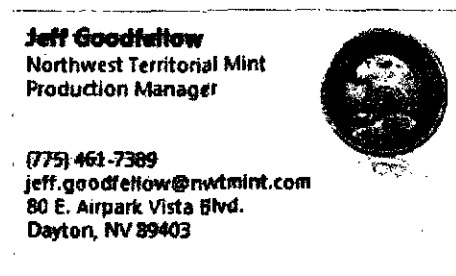 Jeff Goodfellow
Northwest Territorial Mint
Production Manager
(775) 461-7389
jeff.goodfellow@nwtmint.com
80 E. Airpark Vista Blvd.
Dayton, NV 89403